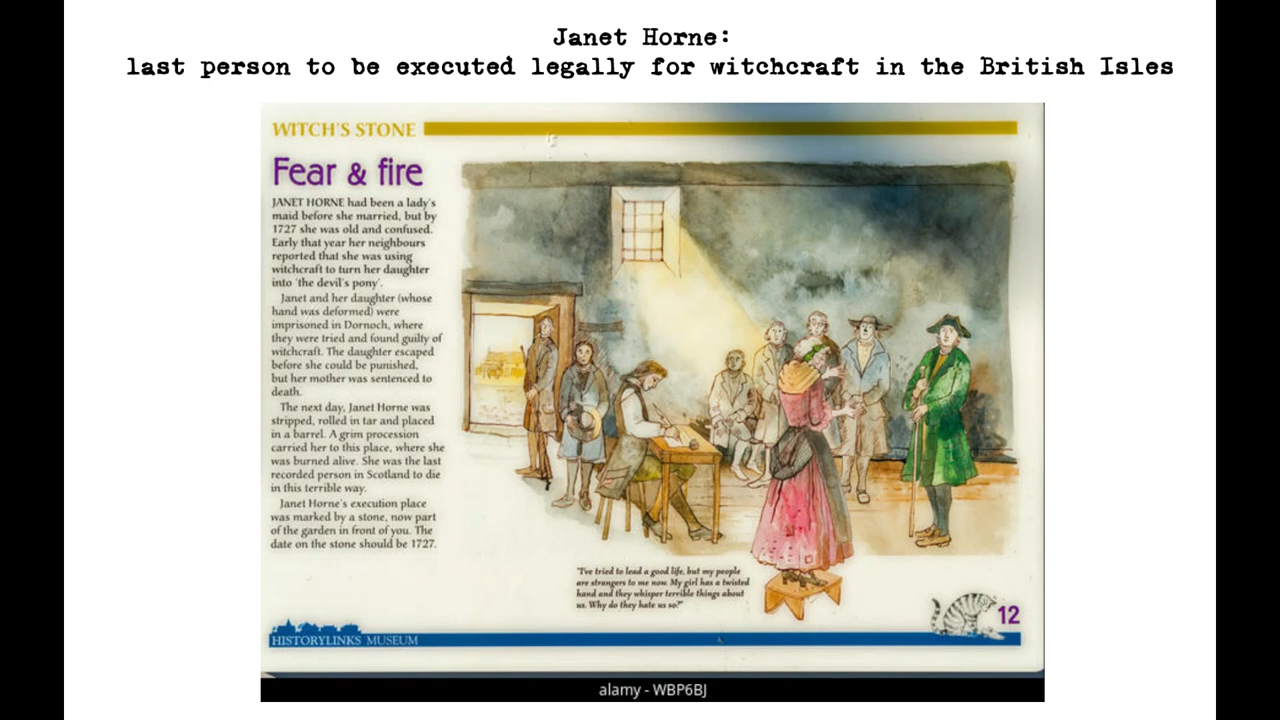 Janet Horne:
last person to be executed legally for witchcraft in the British Isles
WITCH'S STONE
Fear & fire
JANET HORNE had been a lady's
maid before she married, but by
1727 she was old and confused.
Early that year her neighbours
reported that she was using
witchcraft to turn her daughter
into 'the devil's pony'.
Janet and her daughter (whose
hand was deformed) were
imprisoned in Dornoch, where
they were tried and found guilty of
witchcraft. The daughter escaped
before she could be punished,
but her mother was sentenced to
death.
The next day, Janet Horne was
stripped, rolled in tar and placed
in a barrel. A grim procession
carried her to this place, where she
was burned alive. She was the last
recorded person in Scotland to die
in this terrible way.
Janet Horne's execution place
was marked by a stone, now part
of the garden in front of you. The
date on the stone should be 1727.
"I've tried to lead a good life, but my people
are strangers to me now. My girl has a twisted
hand and they whisper terrible things about
us. Why do they hate us so?"
12
HISTORYLINKS MUSEUM
alamy - WBP6BJ